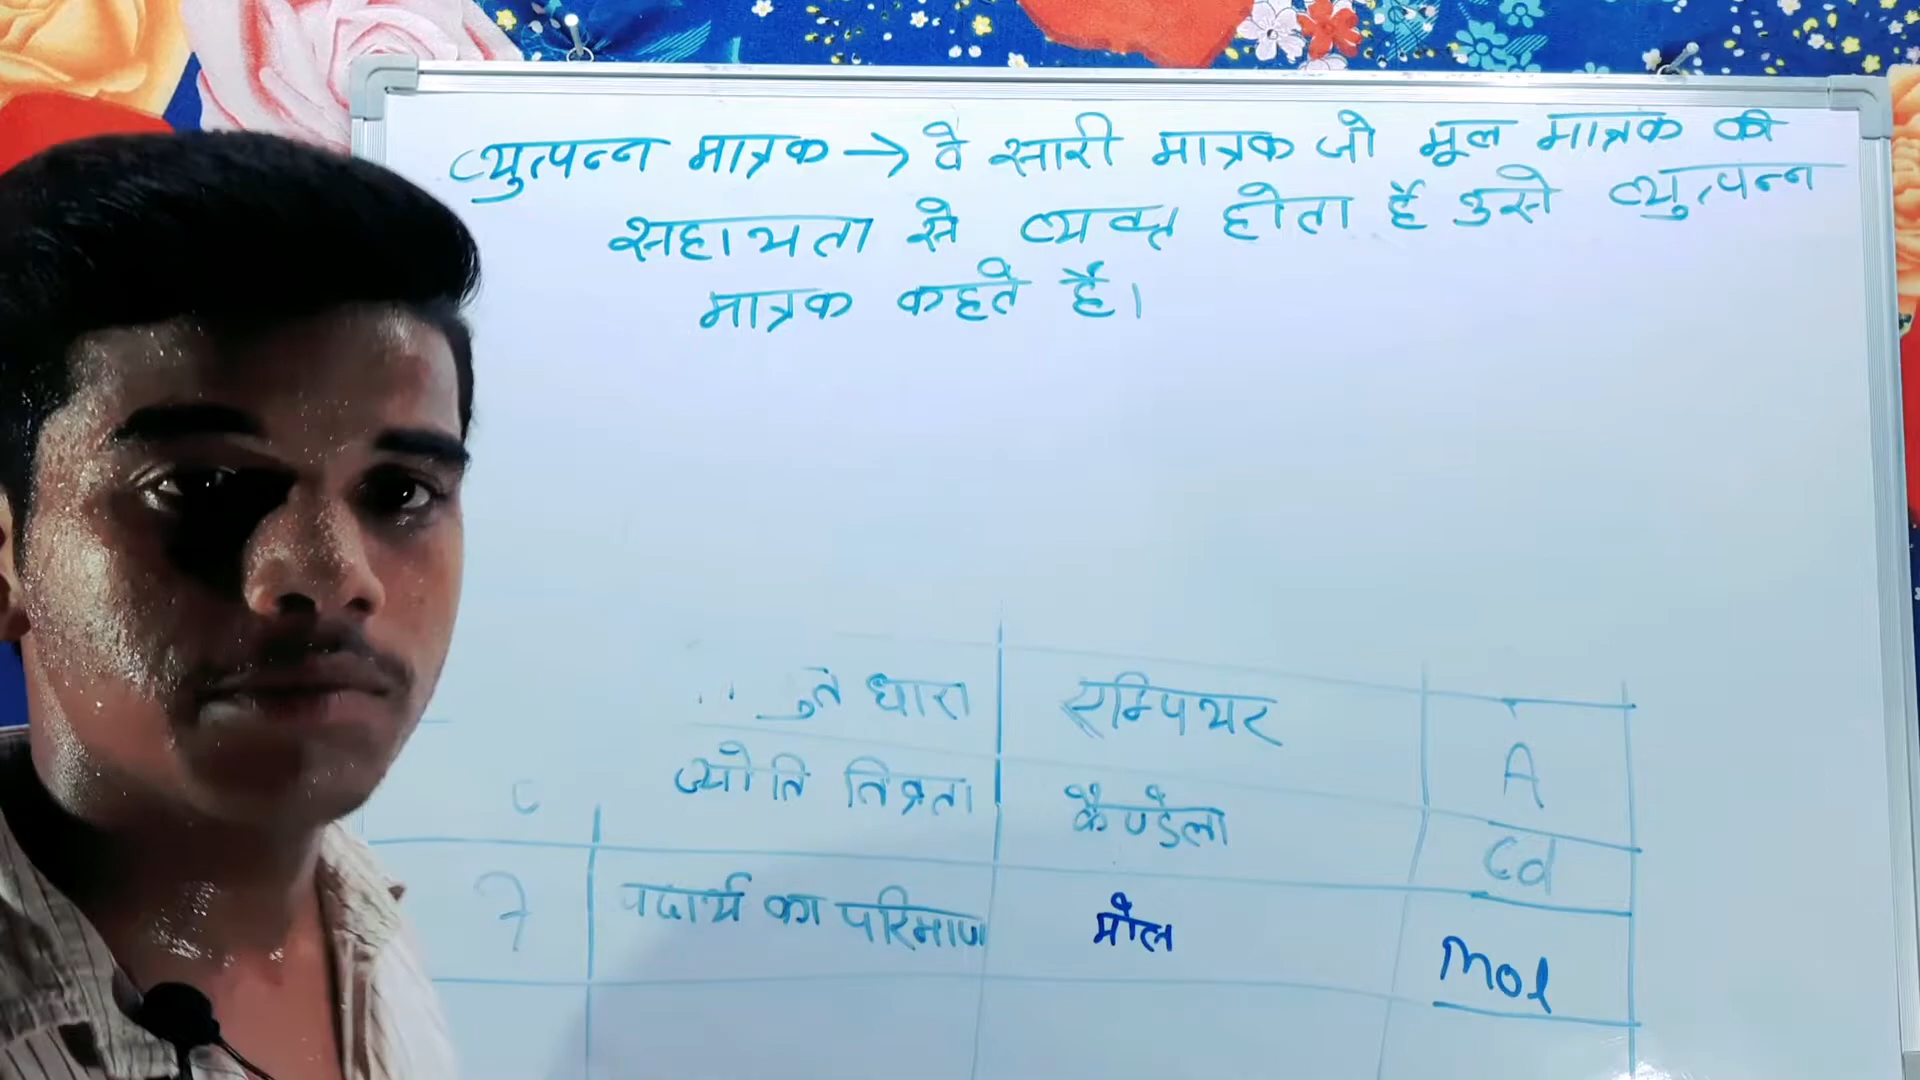 व्युत्पन्न मात्रक → वे सारी मात्रक जो मूल मात्रक की
सहायता से व्यक्त होता है उसे व्युत्पन्न
मात्रक कहते हैं।
धारा एम्पियर A
ज्योति तिव्रता कैण्डेला Cd
7 पदार्थ का परिमाण मोल Mol